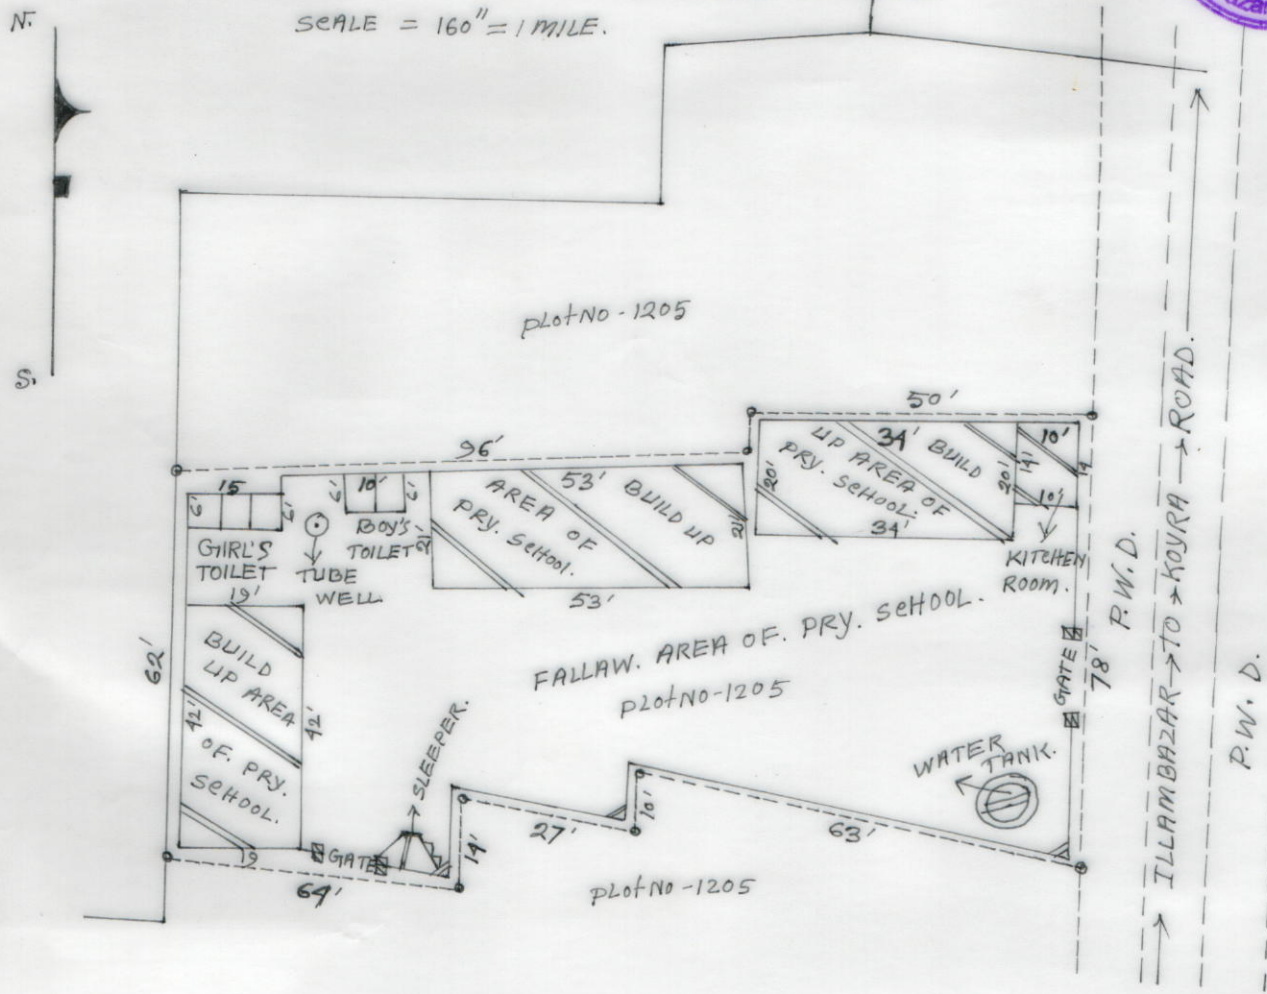 N.
SCALE = 160" = 1 MILE.
S.
PLOT NO - 1205
50'
96'
34'
10'
14'
14
20'
20'
10'
34'
UP AREA OF BUILD
PRY. SCHOOL.
KITCHEN
ROOM.
15
6'
6'
6'
10'
6'
GIIRL'S
TOILET
TUBE
WELL
BOY'S
TOILET
53'
21'
21'
AREA OF BUILD UP
PRY. SCHOOL.
53'
19'
62'
BUILD
UP AREA
OF. PRY.
SCHOOL.
42'
42'
19
FALLAW. AREA OF. PRY. SCHOOL.
PLOT NO-1205
GATE
78'
P.W.D.
ILLAMBAZAR→TO→KOYRA→ROAD.
P.W.D.
WATER
TANK.
SLEEPER.
GATE
64'
14'
27'
10'
63'
PLOT NO-1205